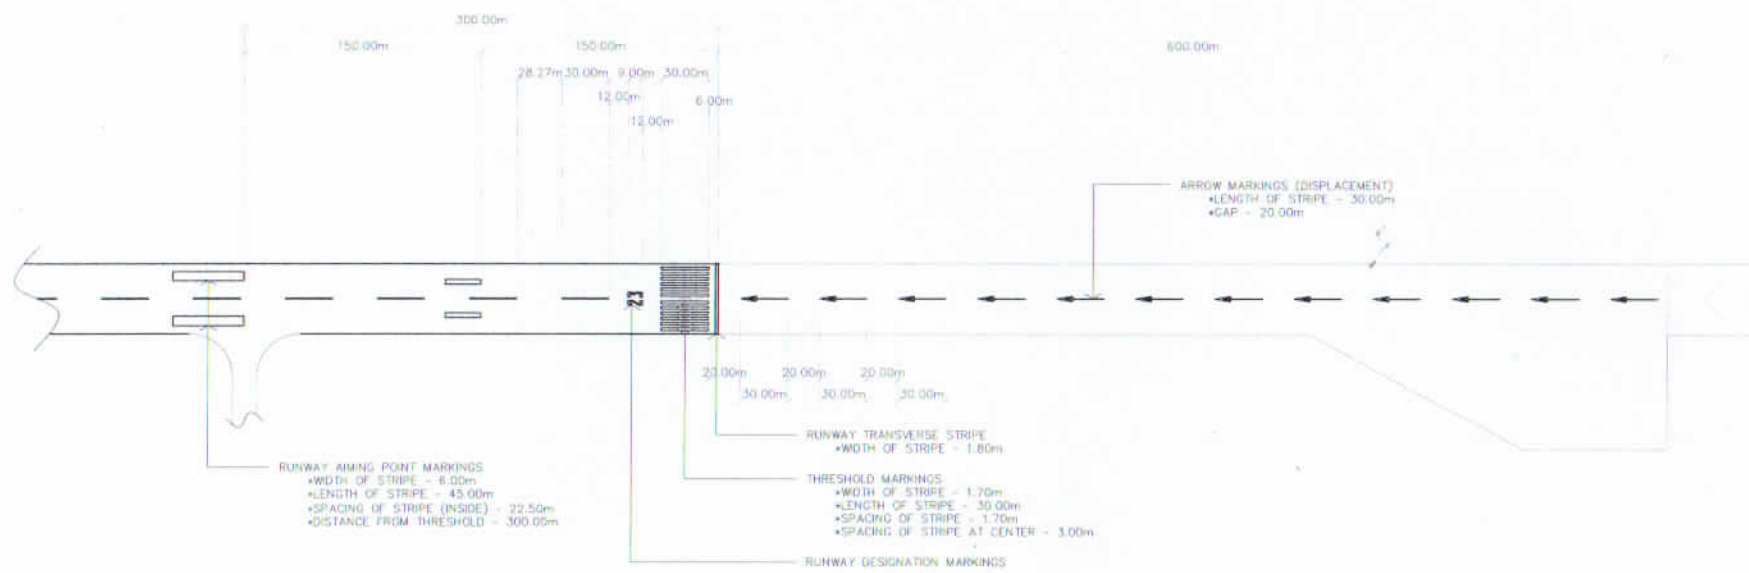 300.00m
150.00m 150.00m 600.00m
28.27m 30.00m 9.00m 30.00m
12.00m 6.00m
12.00m
ARROW MARKINGS (DISPLACEMENT)
*LENGTH OF STRIPE - 30.00m
*GAP - 20.00m
23
20.00m 20.00m 20.00m
30.00m 30.00m 30.00m
RUNWAY TRANSVERSE STRIPE
*WIDTH OF STRIPE - 1.80m
RUNWAY AIMING POINT MARKINGS
*WIDTH OF STRIPE - 6.00m
*LENGTH OF STRIPE - 45.00m
*SPACING OF STRIPE (INSIDE) - 22.50m
*DISTANCE FROM THRESHOLD - 300.00m
THRESHOLD MARKINGS
*WIDTH OF STRIPE - 1.70m
*LENGTH OF STRIPE - 30.00m
*SPACING OF STRIPE - 1.70m
*SPACING OF STRIPE AT CENTER - 3.00m
RUNWAY DESIGNATION MARKINGS